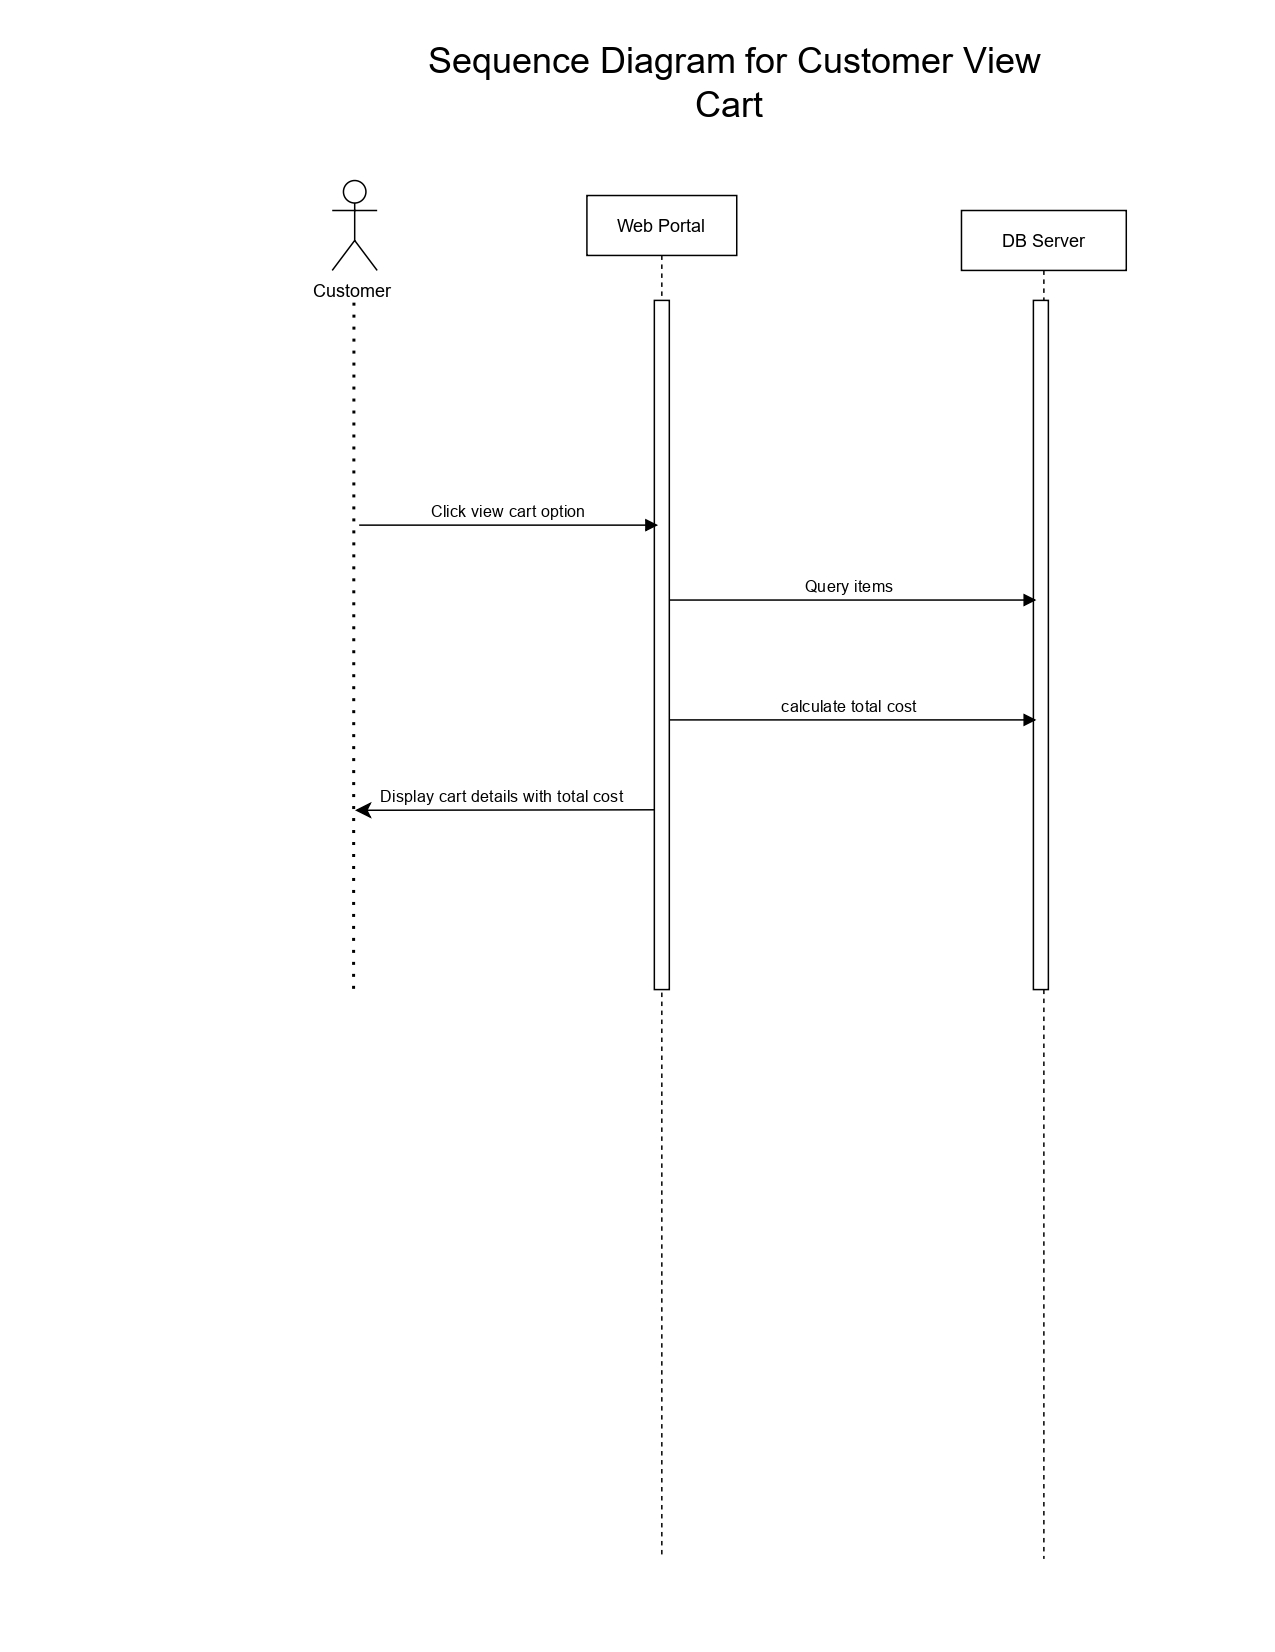 Sequence Diagram for Customer View
Cart
Web Portal
DB Server
Customer
Click view cart option
Query items
calculate total cost
Display cart details with total cost